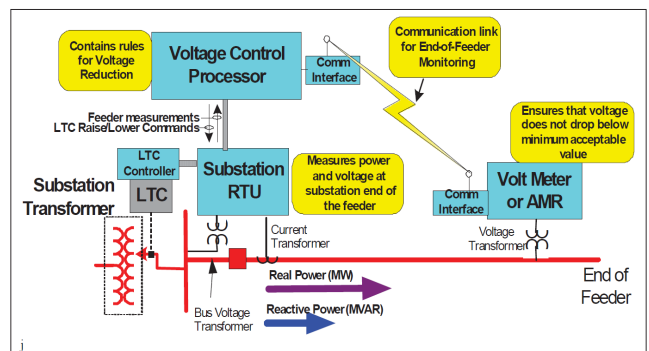 Contains rules
for Voltage
Reduction
Voltage Control
Processor
Comm
Interface
Communication link
for End-of-Feeder
Monitoring
Feeder measurements
LTC Raise/Lower Commands
Ensures that voltage
does not drop below
minimum acceptable
value
LTC
Controller
Substation
RTU
Measures power
and voltage at
substation end of
the feeder
Comm
Interface
Volt Meter
or AMR
Substation
Transformer
LTC
Current
Transformer
Voltage
Transformer
Real Power (MW)
End of
Feeder
Bus Voltage
Transformer
Reactive Power (MVAR)
j